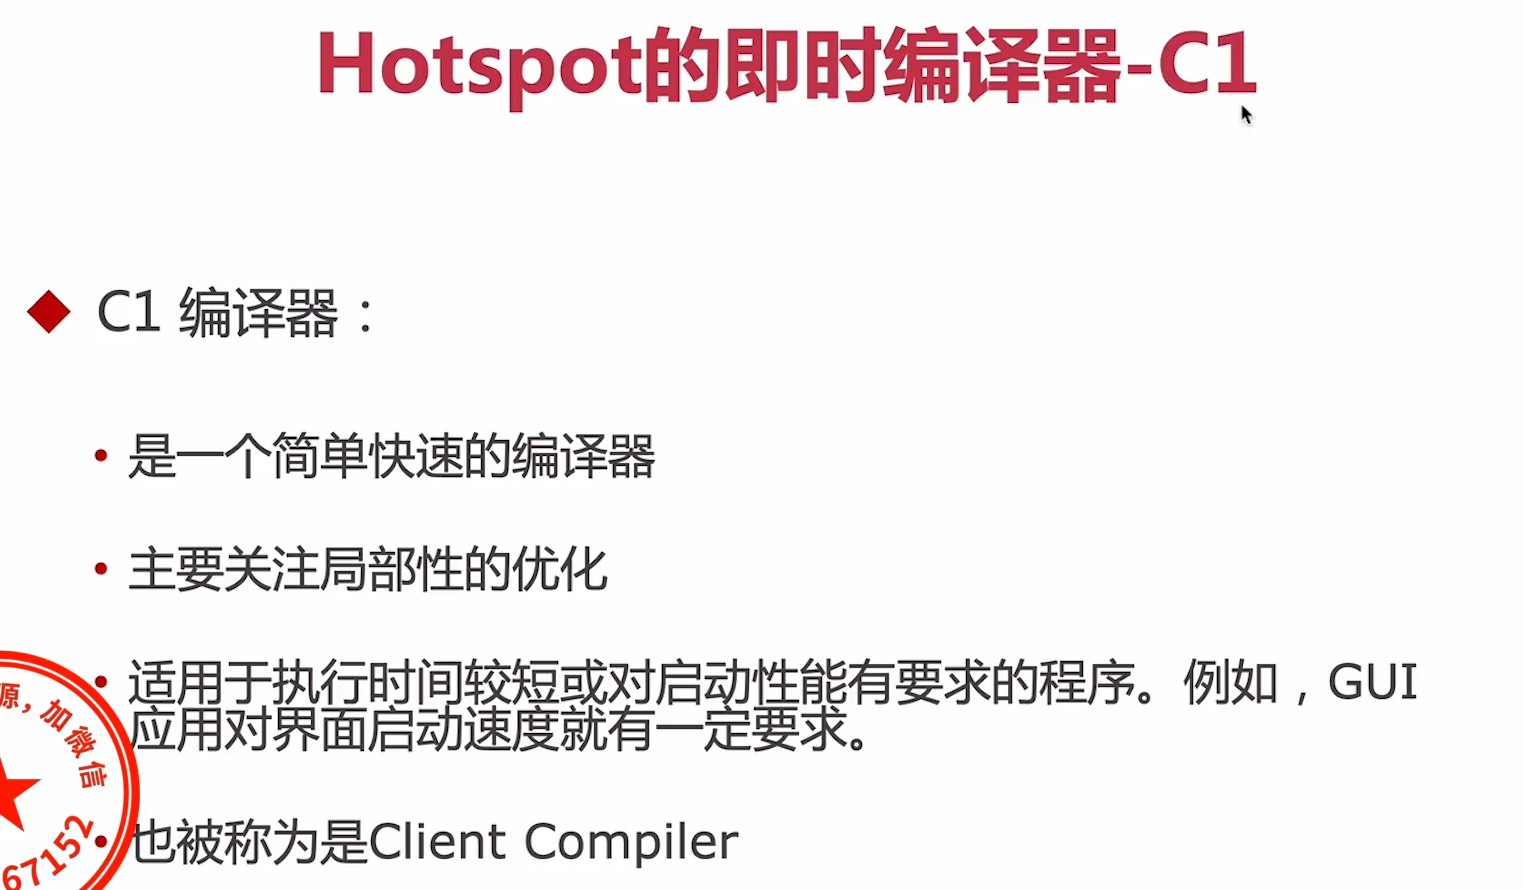 Hotspot的即时编译器-C1
C1 编译器：
是一个简单快速的编译器
主要关注局部性的优化
适用于执行时间较短或对启动性能有要求的程序。例如，GUI
应用对界面启动速度就有一定要求。
也被称为是Client Compiler
源，加微信
67152